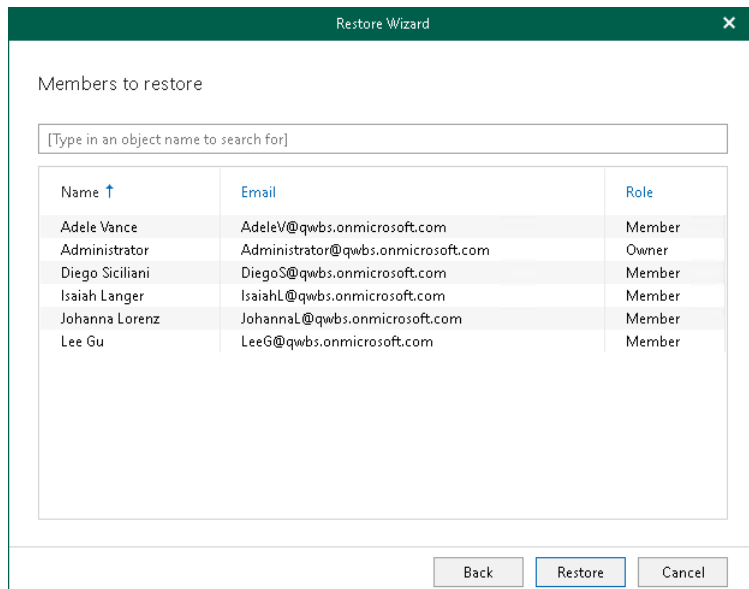 Restore Wizard
Members to restore
[Type in an object name to search for]
Name ↑ Email Role
Adele Vance AdeleV@qwbs.onmicrosoft.com Member
Administrator Administrator@qwbs.onmicrosoft.com Owner
Diego Siciliani DiegoS@qwbs.onmicrosoft.com Member
Isaiah Langer IsaiahL@qwbs.onmicrosoft.com Member
Johanna Lorenz JohannaL@qwbs.onmicrosoft.com Member
Lee Gu LeeG@qwbs.onmicrosoft.com Member
Back Restore Cancel